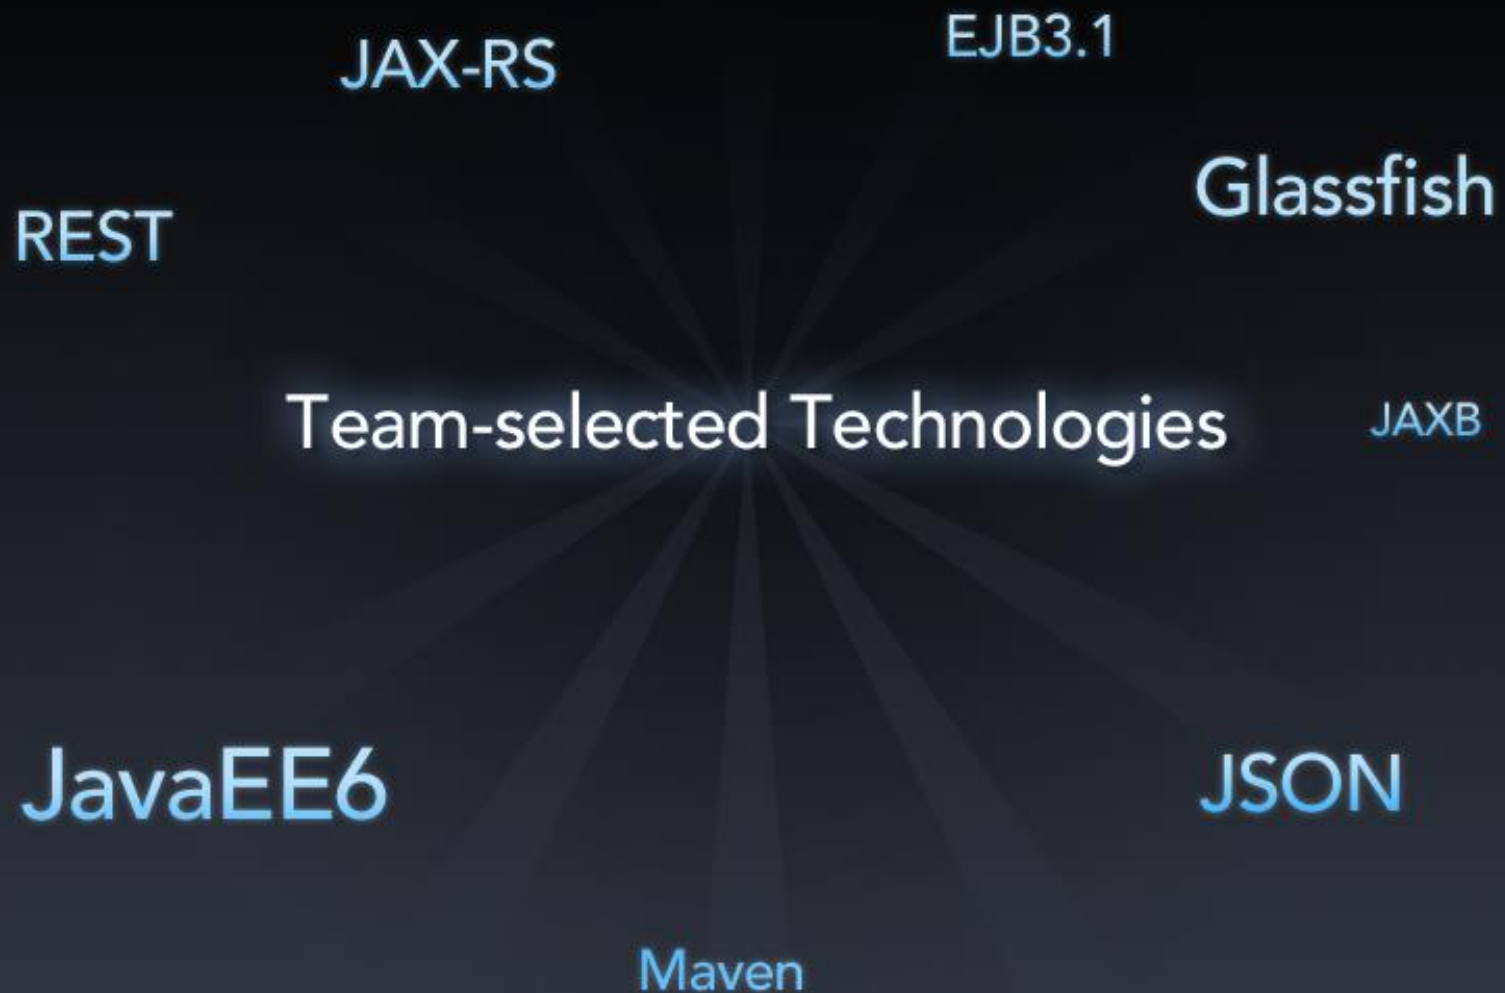 JAX-RS
EJB3.1
Glassfish
REST
Team-selected Technologies
JAXB
JavaEE6
JSON
Maven